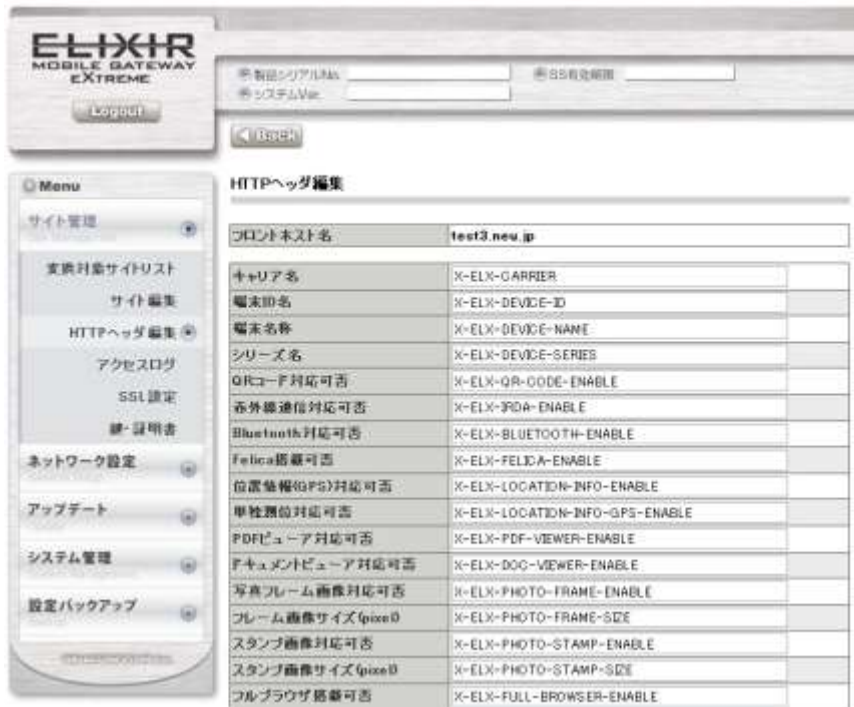 ELIXIR
MOBILE GATEWAY
EXTREME
Logout
製品シリアルNo.
SS有効期限
システムVer.
Menu
サイト管理
変換対象サイトリスト
サイト編集
HTTPヘッダ編集
アクセスログ
SSL設定
鍵・証明書
ネットワーク設定
アップデート
システム管理
設定バックアップ
HTTPヘッダ編集
フロントホスト名 test3.neu.jp
キャリア名 X-ELX-CARRIER
端末ID名 X-ELX-DEVICE-ID
端末名称 X-ELX-DEVICE-NAME
シリーズ名 X-ELX-DEVICE-SERIES
QRコード対応可否 X-ELX-QR-CODE-ENABLE
赤外線通信対応可否 X-ELX-IRDA-ENABLE
Bluetooth対応可否 X-ELX-BLUETOOTH-ENABLE
Felica搭載可否 X-ELX-FELICA-ENABLE
位置情報(GPS)対応可否 X-ELX-LOCATION-INFO-ENABLE
単独測位対応可否 X-ELX-LOCATION-INFO-GPS-ENABLE
PDFビューア対応可否 X-ELX-PDF-VIEWER-ENABLE
ドキュメントビューア対応可否 X-ELX-DOC-VIEWER-ENABLE
写真フレーム画像対応可否 X-ELX-PHOTO-FRAME-ENABLE
フレーム画像サイズ(pixel) X-ELX-PHOTO-FRAME-SIZE
スタンプ画像対応可否 X-ELX-PHOTO-STAMP-ENABLE
スタンプ画像サイズ(pixel) X-ELX-PHOTO-STAMP-SIZE
フルブラウザ搭載可否 X-ELX-FULL-BROWSER-ENABLE